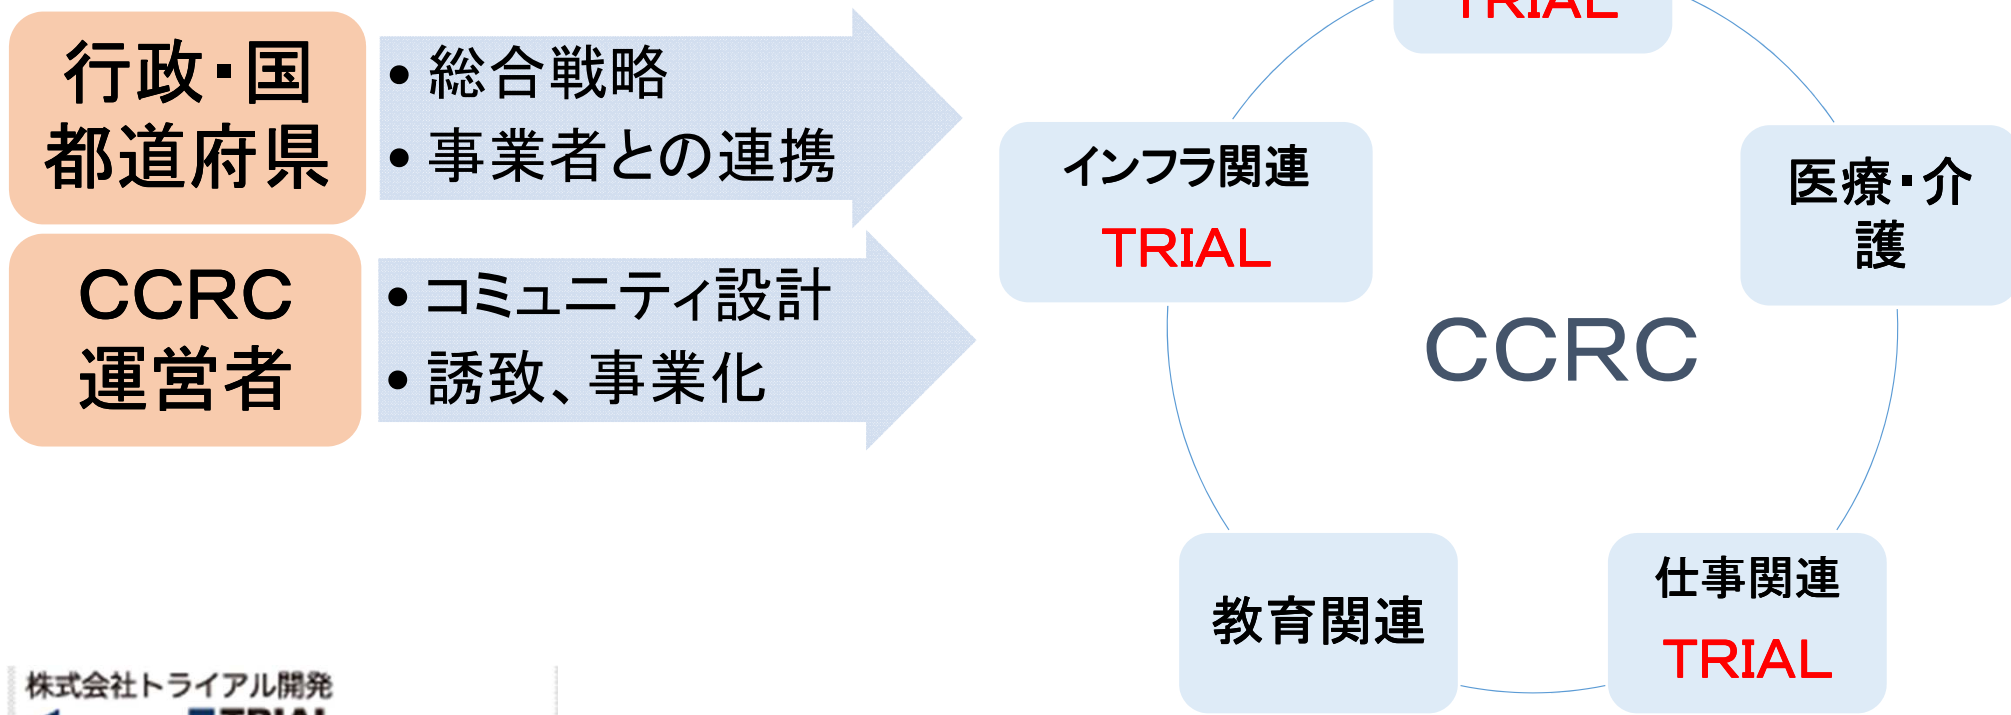 行政・国
都道府県
• 総合戦略
• 事業者との連携
CCRC
運営者
• コミュニティ設計
• 誘致、事業化
TRIAL
インフラ関連
TRIAL
医療・介
護
CCRC
教育関連
仕事関連
TRIAL
株式会社トライアル開発
TRIAL